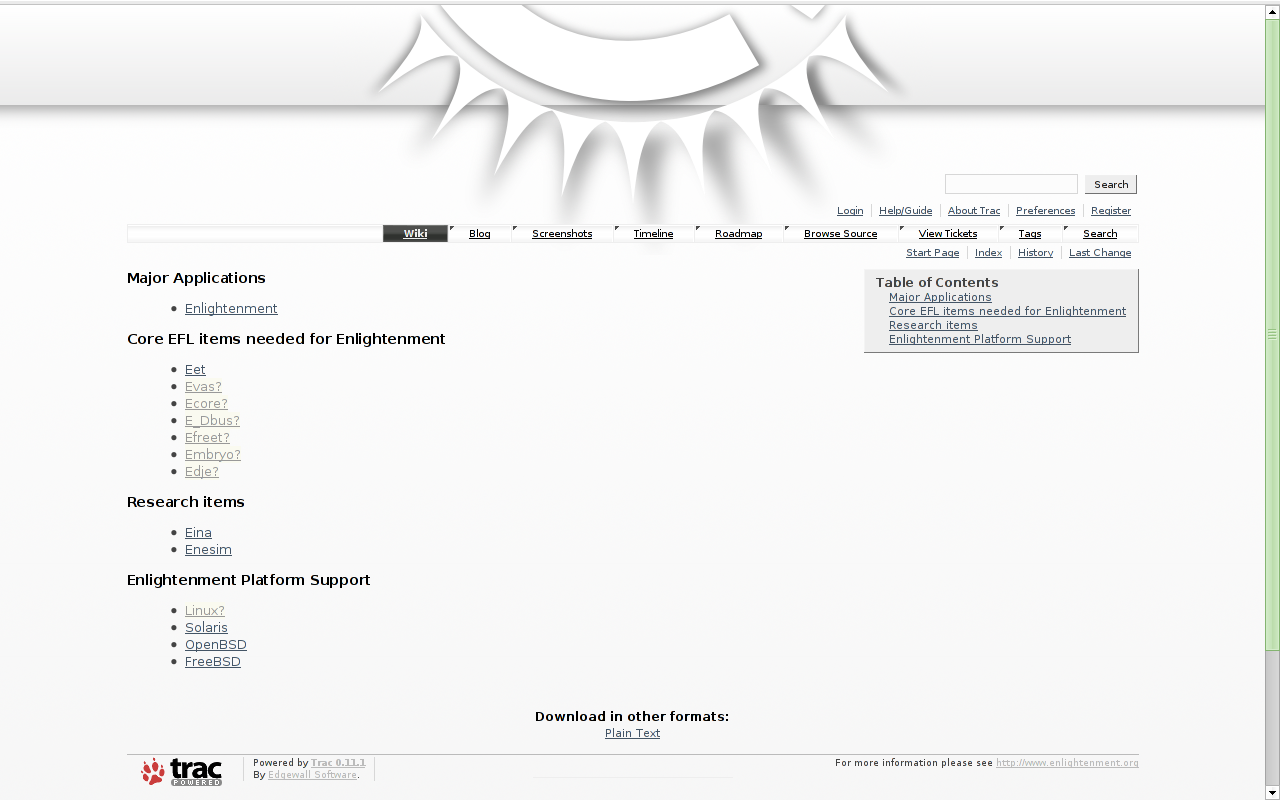 Search
Login Help/Guide About Trac Preferences Register
Wiki Blog Screenshots Timeline Roadmap Browse Source View Tickets Tags Search
Start Page Index History Last Change
Major Applications
Enlightenment
Core EFL items needed for Enlightenment
Eet
Evas?
Ecore?
E_Dbus?
Efreet?
Embryo?
Edje?
Research items
Eina
Enesim
Enlightenment Platform Support
Linux?
Solaris
OpenBSD
FreeBSD
Table of Contents
Major Applications
Core EFL items needed for Enlightenment
Research items
Enlightenment Platform Support
Download in other formats:
Plain Text
trac
POWERED
Powered by Trac 0.11.1
By Edgewall Software.
For more information please see http://www.enlightenment.org